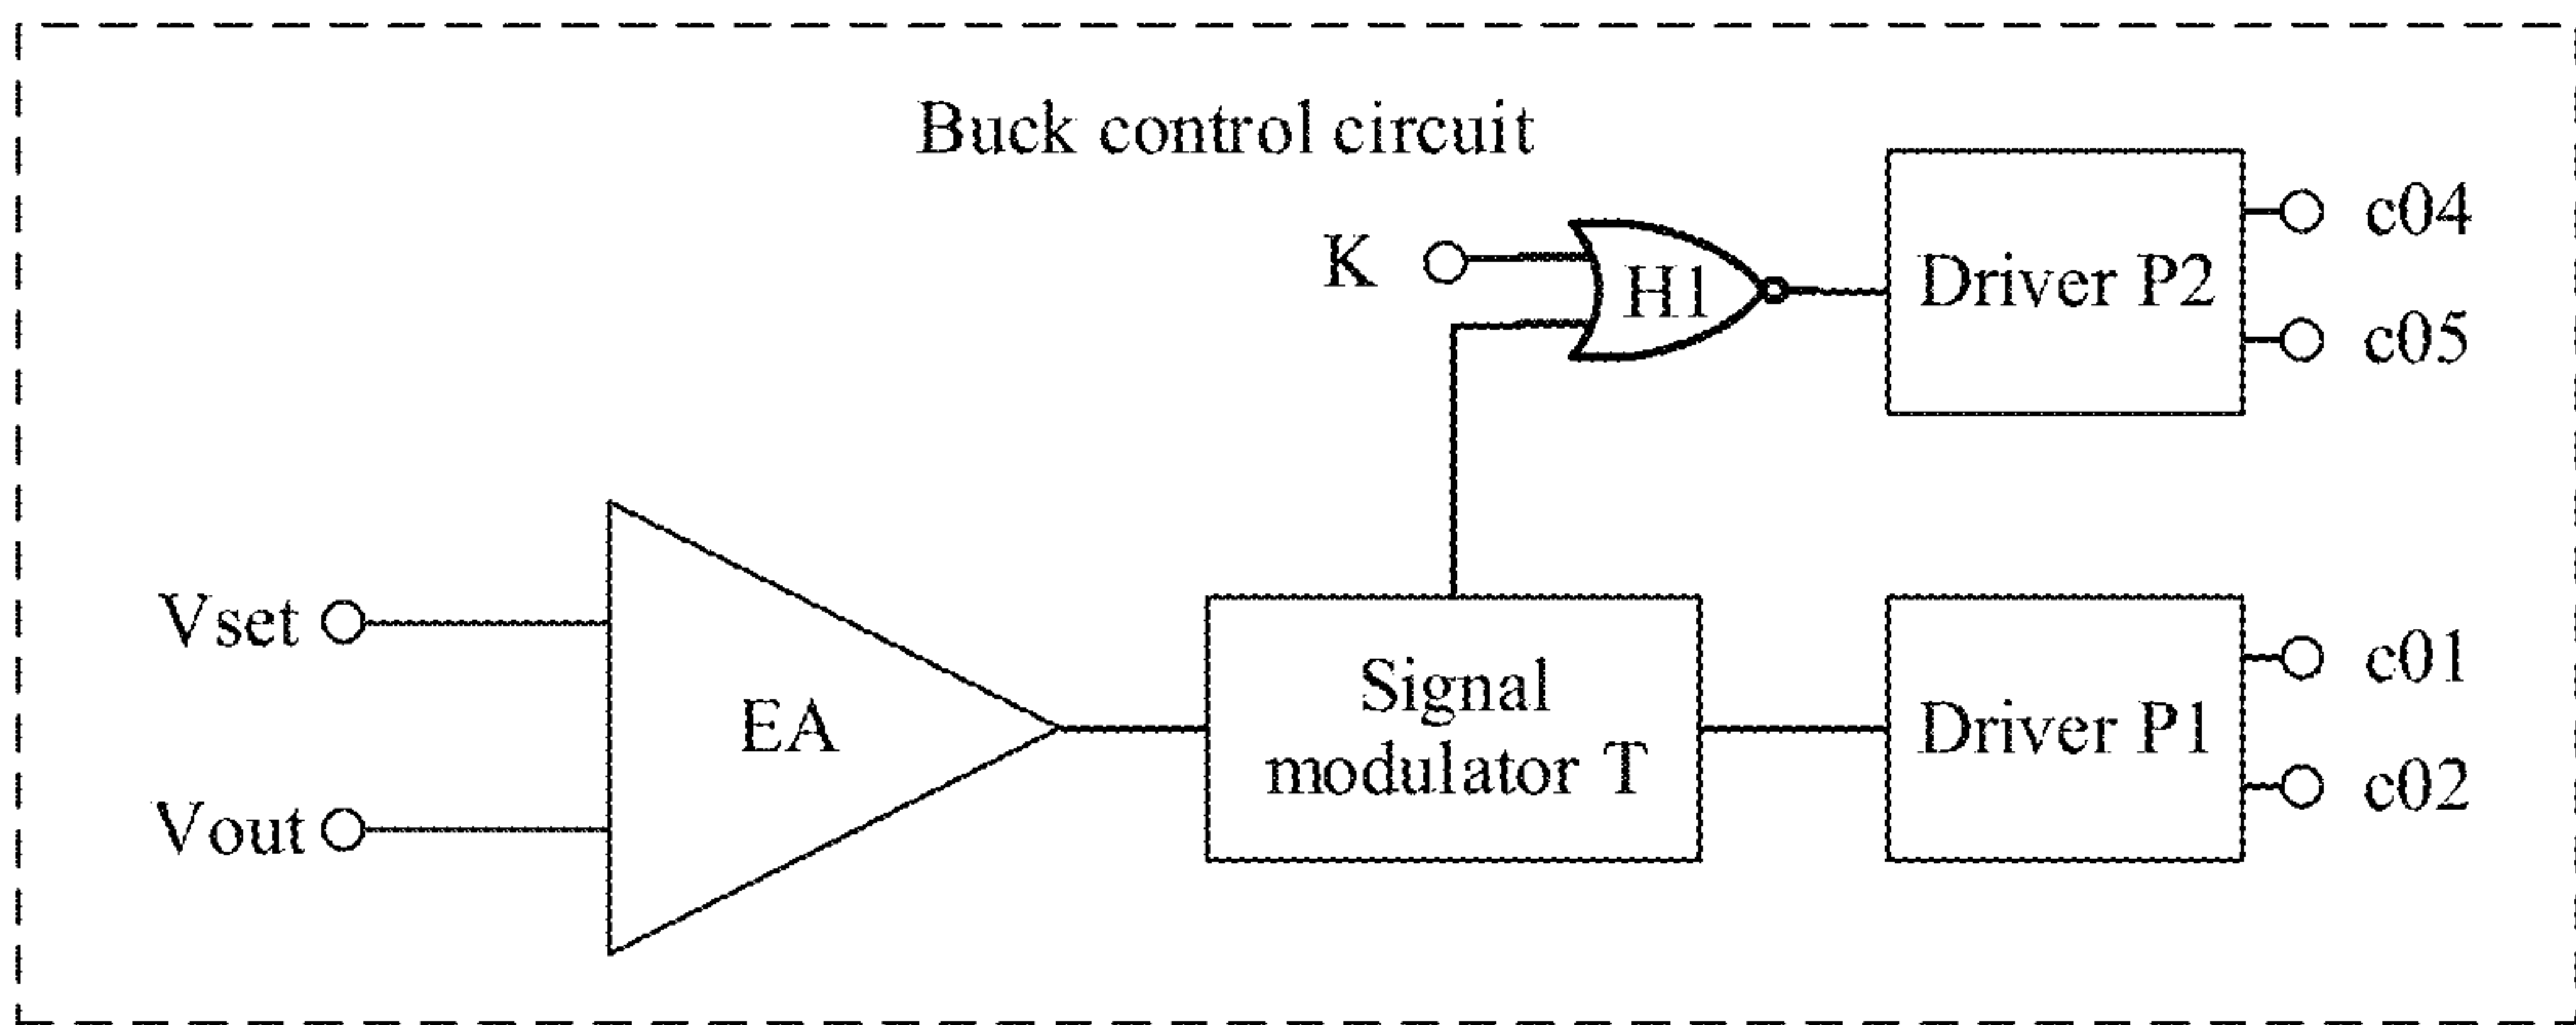 Buck control circuit
K
H1
Driver P2
c04
c05
Vset
Vout
EA
Signal
modulator T
Driver P1
c01
c02